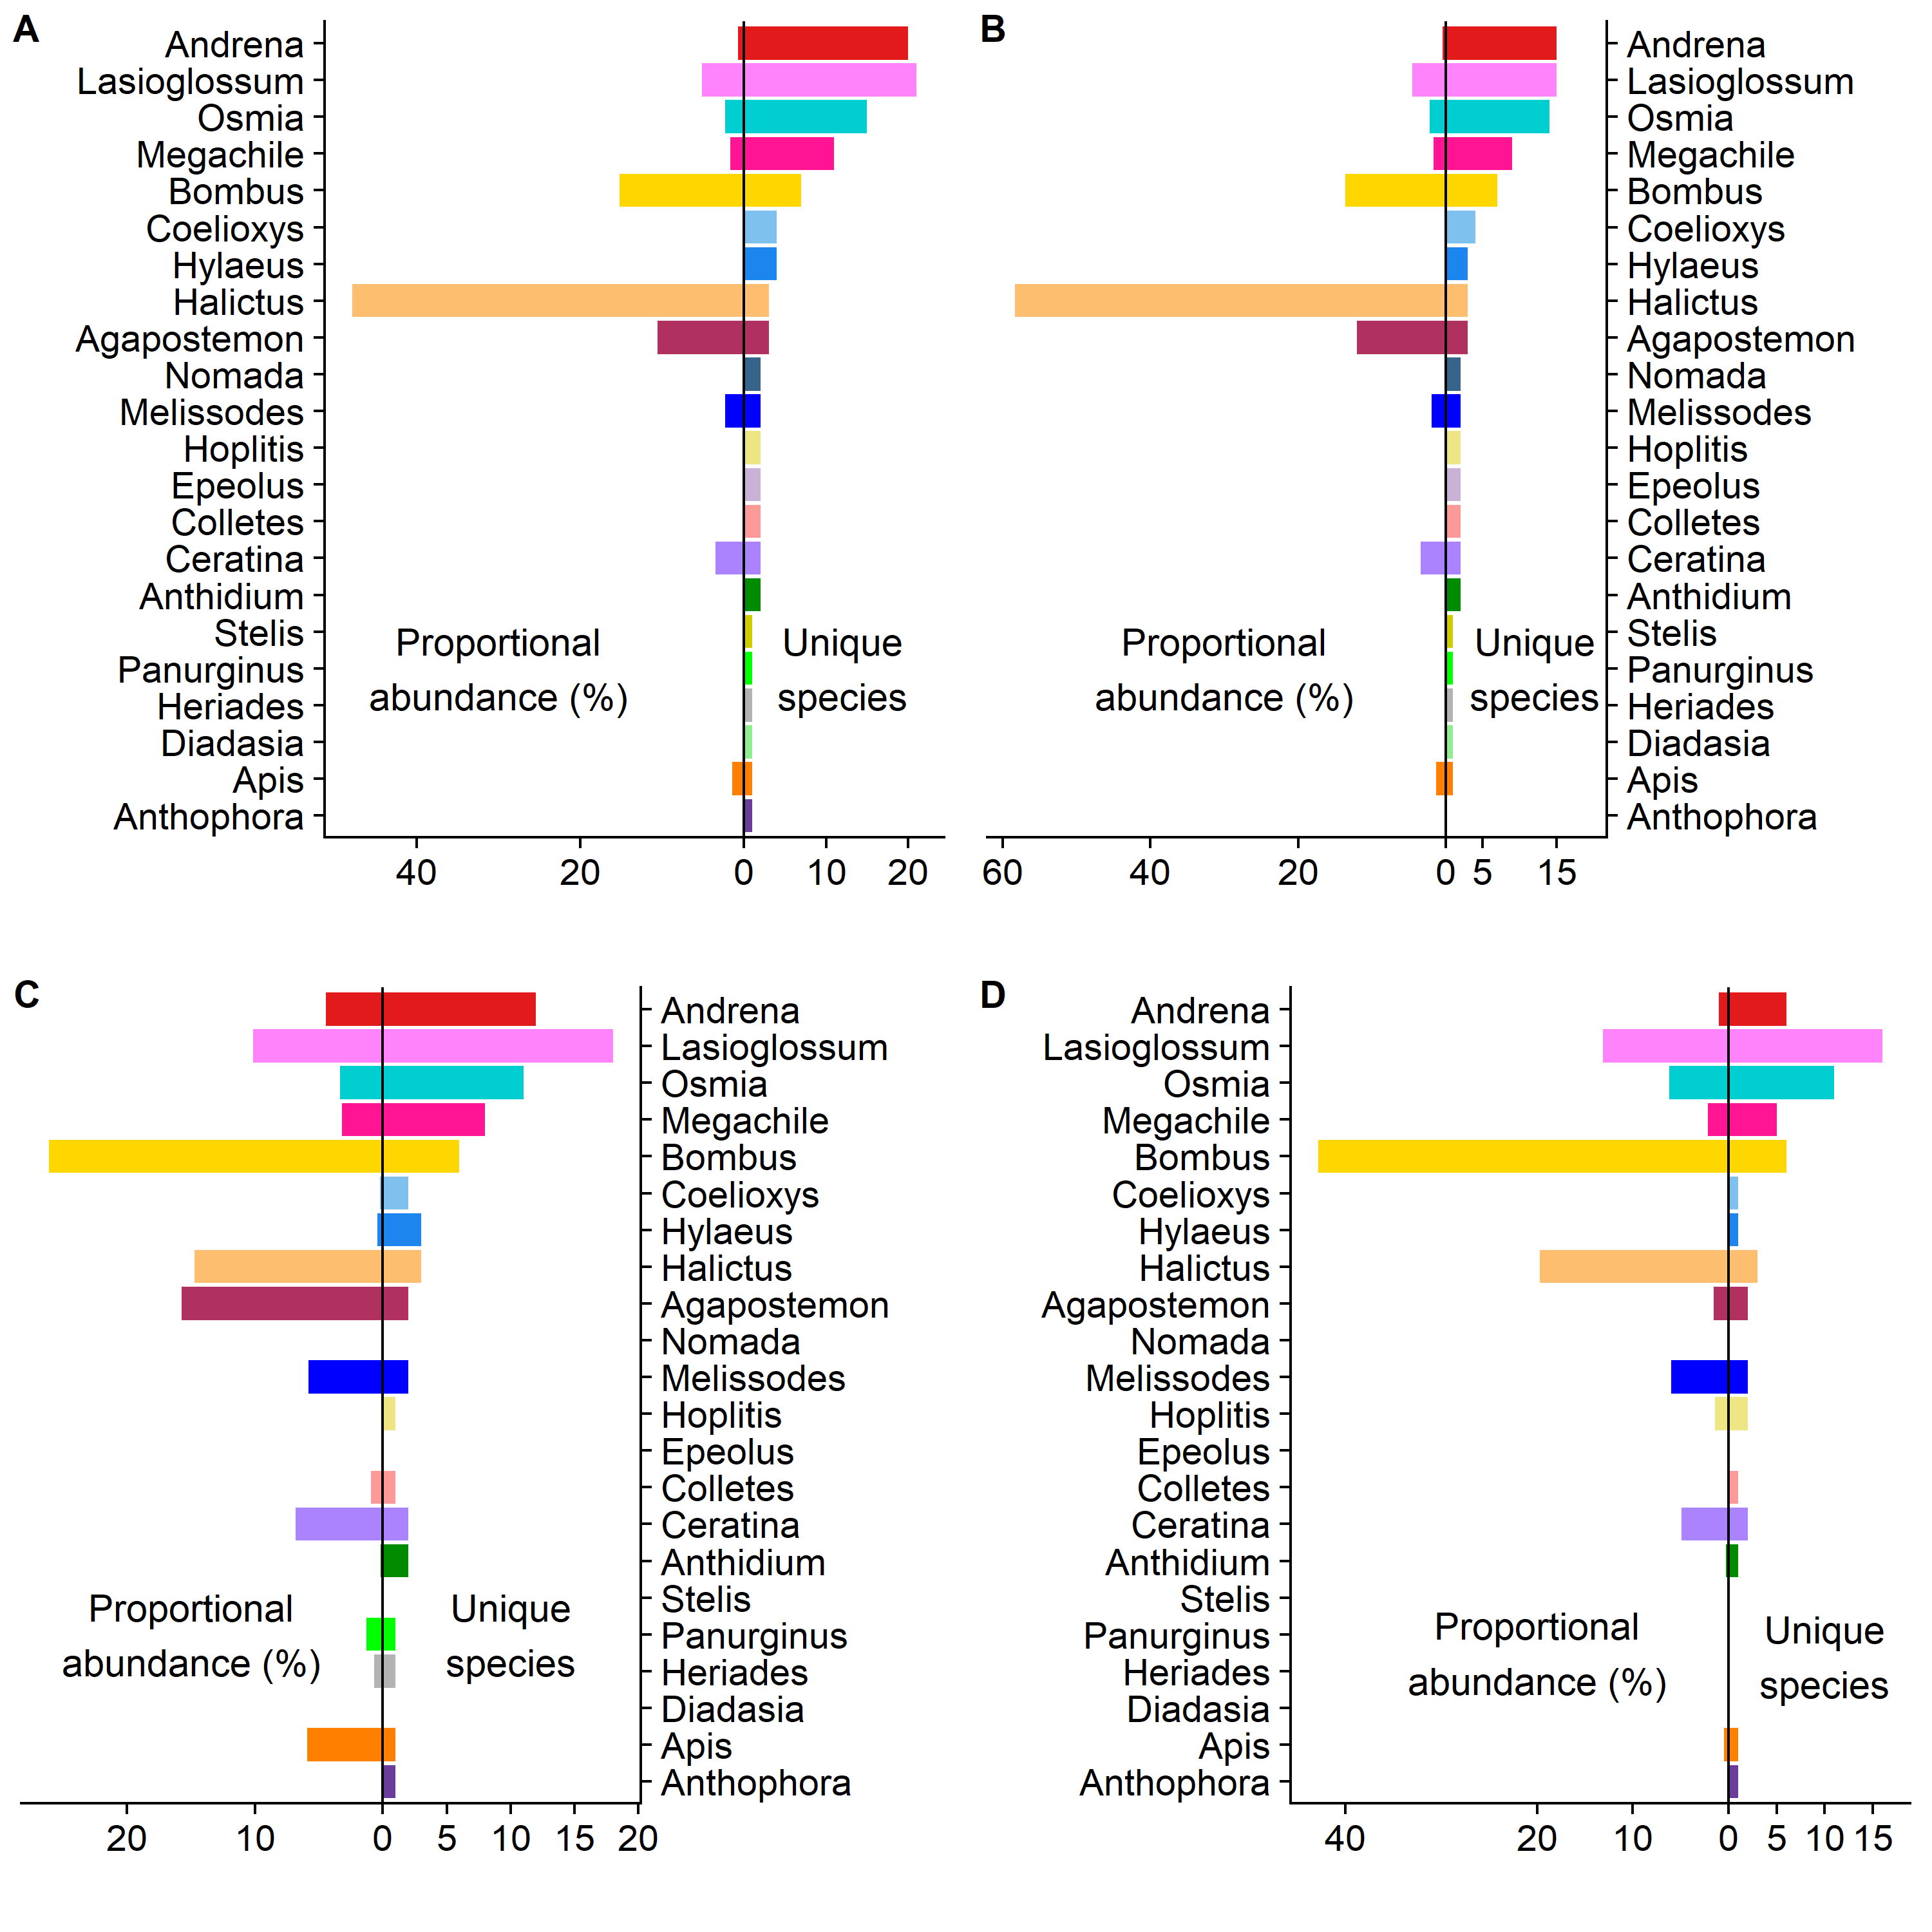 A
Andrena
Lasioglossum
Osmia
Megachile
Bombus
Coelioxys
Hylaeus
Halictus
Agapostemon
Nomada
Melissodes
Hoplitis
Epeolus
Colletes
Ceratina
Anthidium
Stelis
Panurginus
Heriades
Diadasia
Apis
Anthophora
Proportional
abundance (%)
Unique
species
40 20 0 10 20
B
Andrena
Lasioglossum
Osmia
Megachile
Bombus
Coelioxys
Hylaeus
Halictus
Agapostemon
Nomada
Melissodes
Hoplitis
Epeolus
Colletes
Ceratina
Anthidium
Stelis
Panurginus
Heriades
Diadasia
Apis
Anthophora
Proportional
abundance (%)
Unique
species
60 40 20 0 5 15
C
Andrena
Lasioglossum
Osmia
Megachile
Bombus
Coelioxys
Hylaeus
Halictus
Agapostemon
Nomada
Melissodes
Hoplitis
Epeolus
Colletes
Ceratina
Anthidium
Stelis
Panurginus
Heriades
Diadasia
Apis
Anthophora
Proportional
abundance (%)
Unique
species
20 10 0 5 10 15 20
D
Andrena
Lasioglossum
Osmia
Megachile
Bombus
Coelioxys
Hylaeus
Halictus
Agapostemon
Nomada
Melissodes
Hoplitis
Epeolus
Colletes
Ceratina
Anthidium
Stelis
Panurginus
Heriades
Diadasia
Apis
Anthophora
Proportional
abundance (%)
Unique
species
40 20 10 0 5 10 15